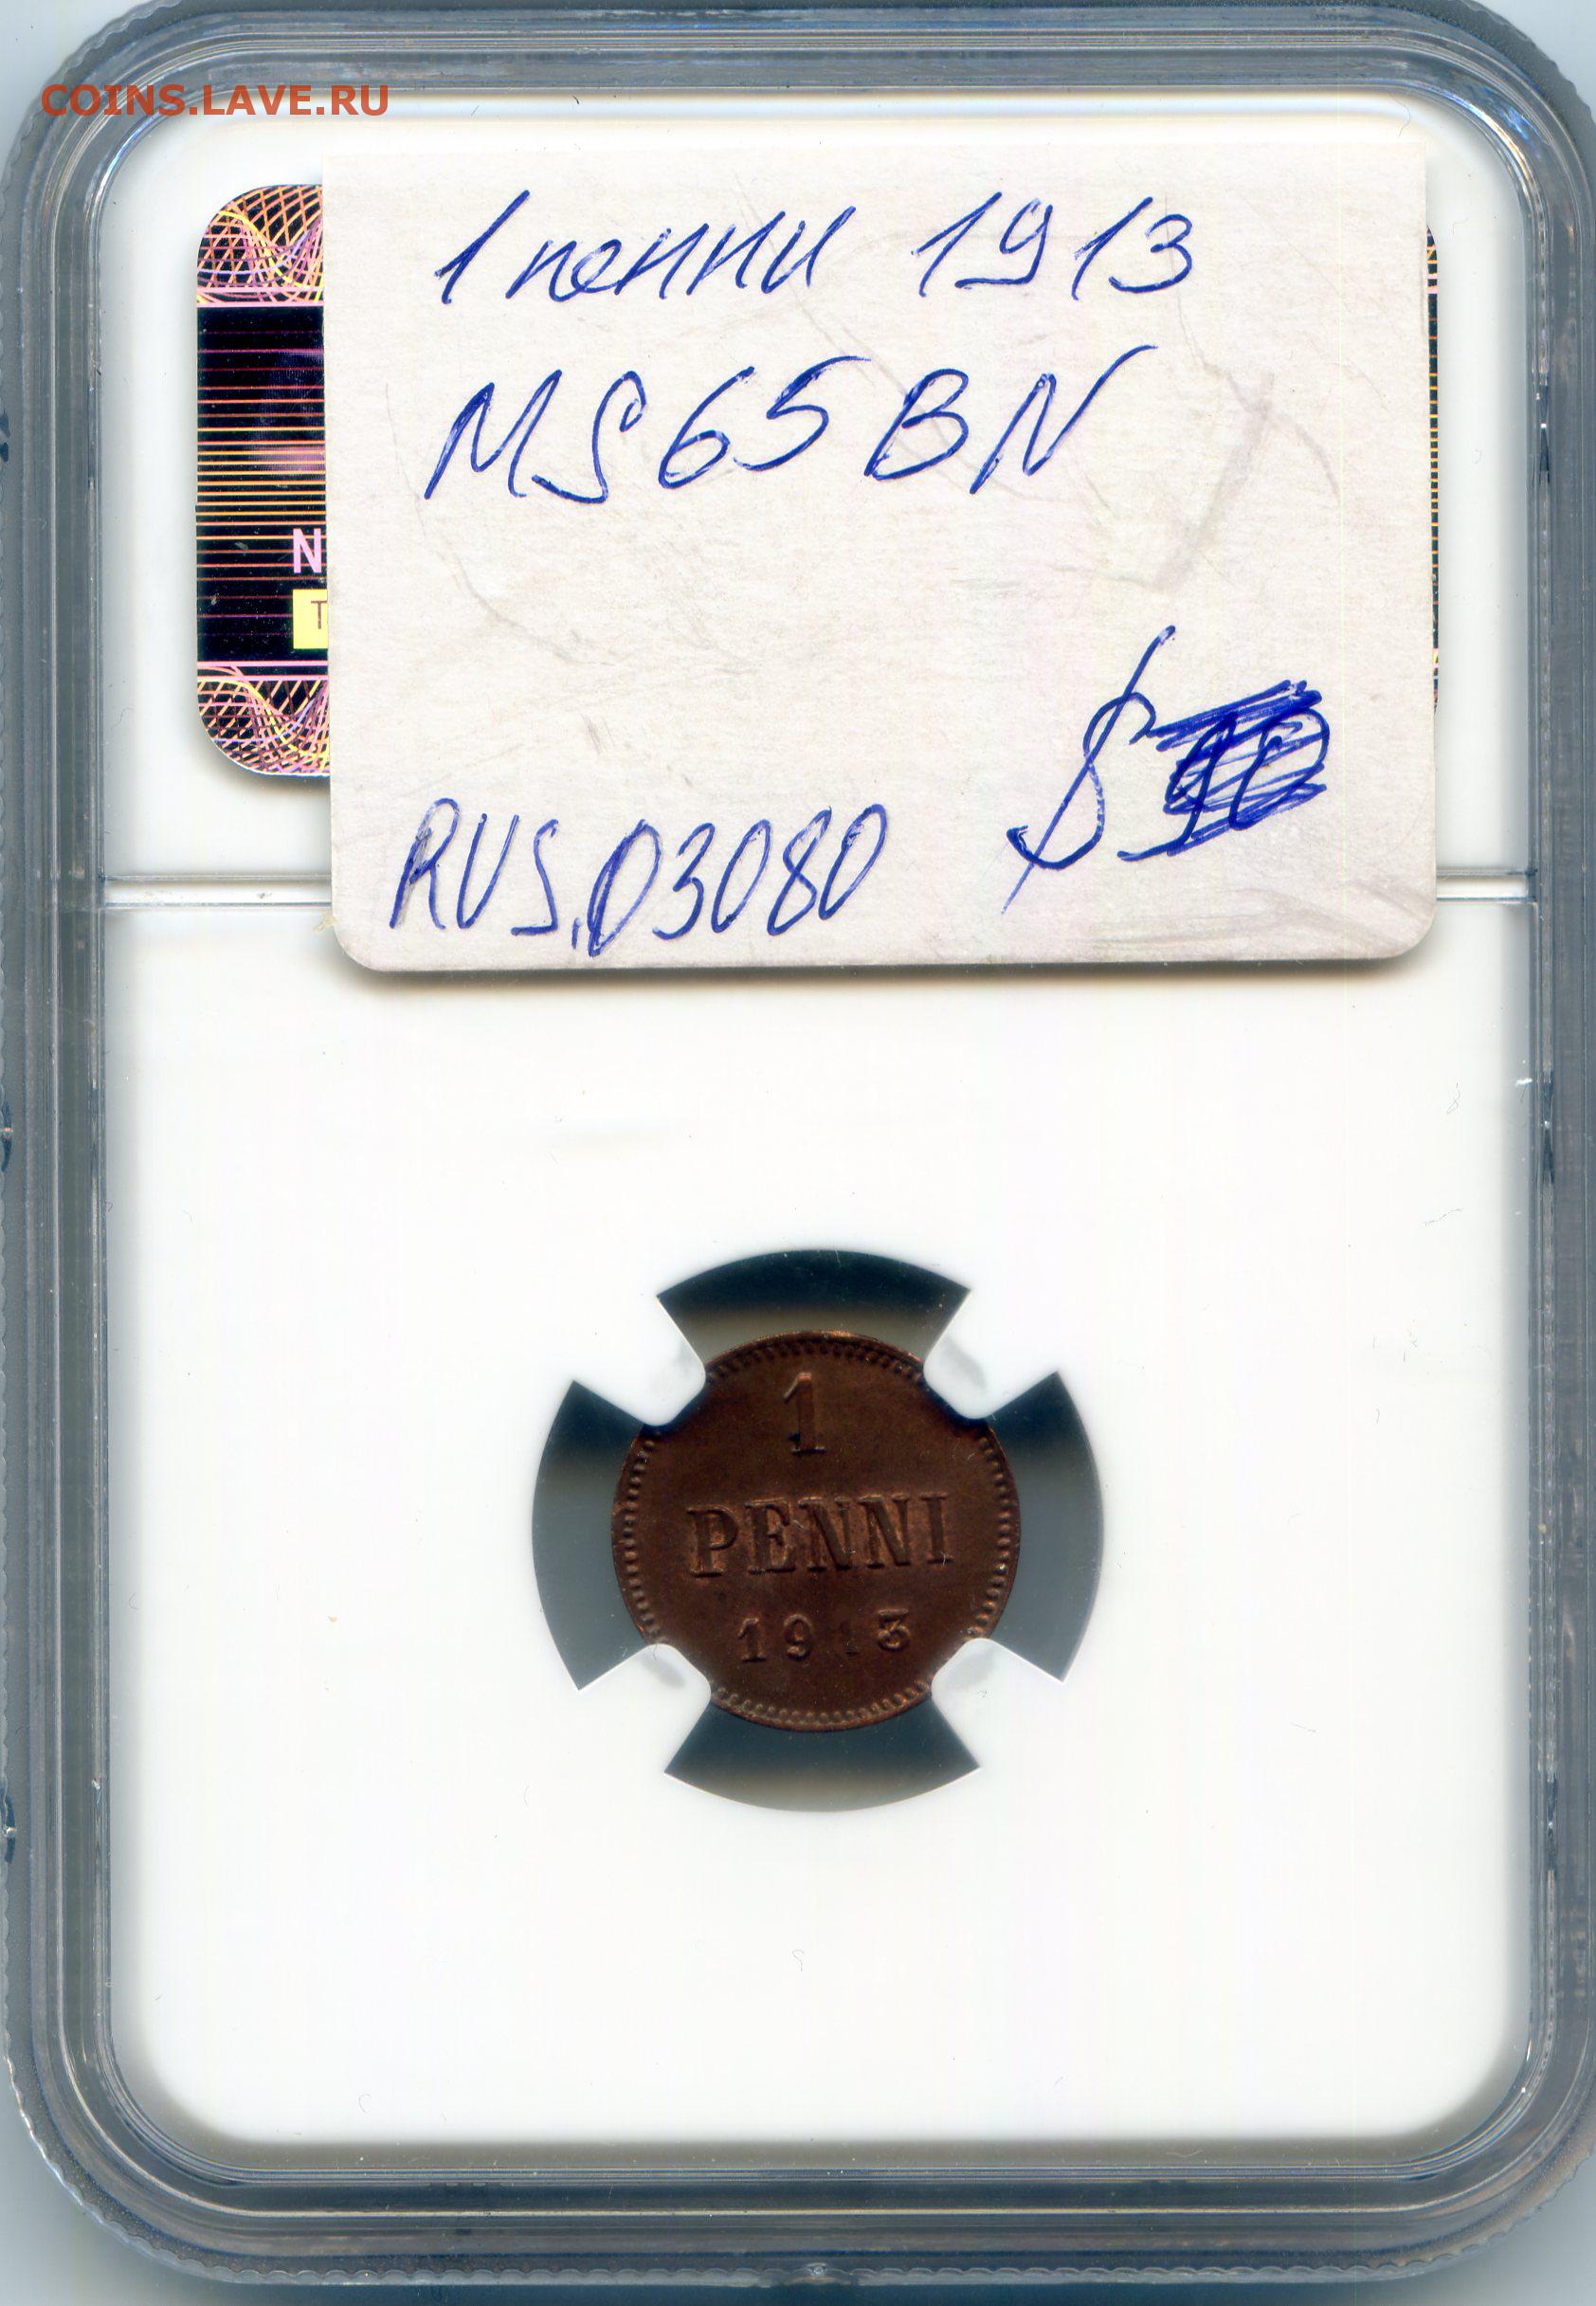 COINS.LAVE.RU
1 пенни 1913
MS65BN
N
T
$
RUS.03080
1
PENNI
1913